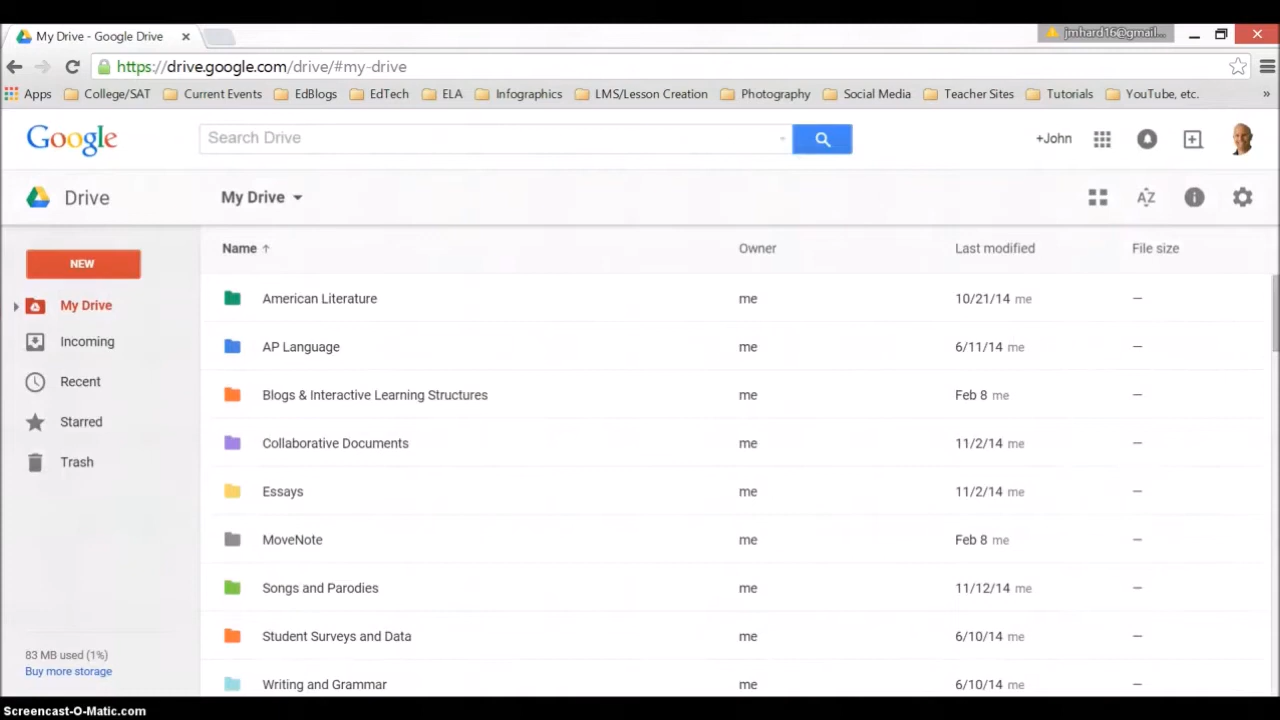 My Drive - Google Drive
jmhard16@gmail...
https://drive.google.com/drive/#my-drive
Apps College/SAT Current Events EdBlogs EdTech ELA Infographics LMS/Lesson Creation Photography Social Media Teacher Sites Tutorials YouTube, etc. »
Google Search Drive +John
Drive My Drive AZ
Name Owner Last modified File size
NEW
American Literature me 10/21/14 me —
My Drive
Incoming
AP Language me 6/11/14 me —
Recent
Blogs & Interactive Learning Structures me Feb 8 me —
Starred
Collaborative Documents me 11/2/14 me —
Trash
Essays me 11/2/14 me —
MoveNote me Feb 8 me —
Songs and Parodies me 11/12/14 me —
Student Surveys and Data me 6/10/14 me —
83 MB used (1%)
Buy more storage
Writing and Grammar me 6/10/14 me —
Screencast-O-Matic.com